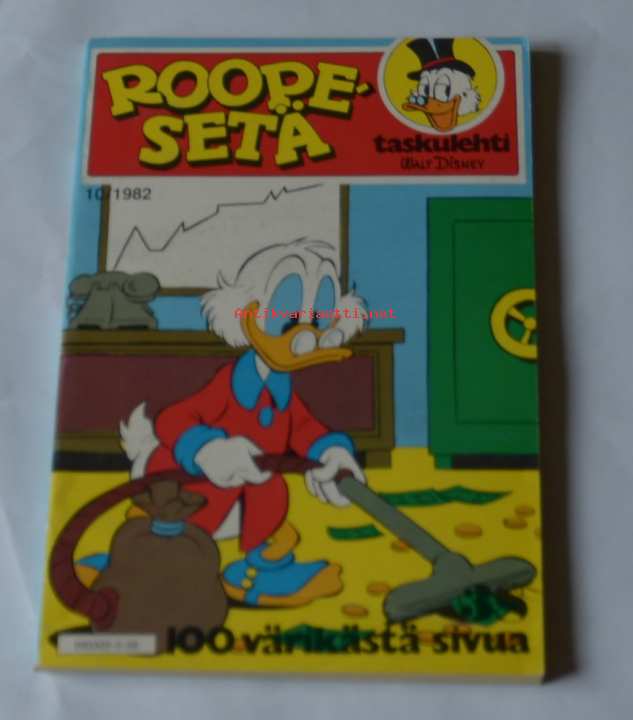 ROOPE-
SETÄ
taskulehti
WALT DISNEY
10/1982
Antikvariaatti.net
100 värikästä sivua